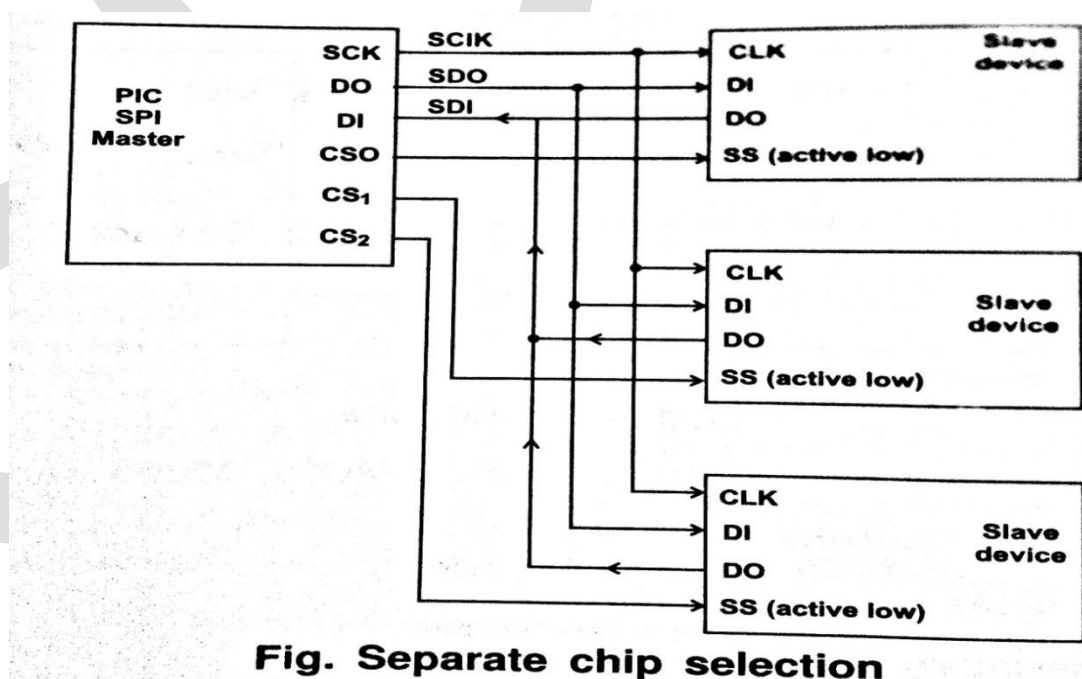 PIC
SPI
Master
SCK
DO
DI
CSO
CS1
CS2
SCIK
SDO
SDI
CLK
DI
DO
SS (active low)
Slave
device
CLK
DI
DO
SS (active low)
Slave
device
CLK
DI
DO
SS (active low)
Slave
device
Fig. Separate chip selection